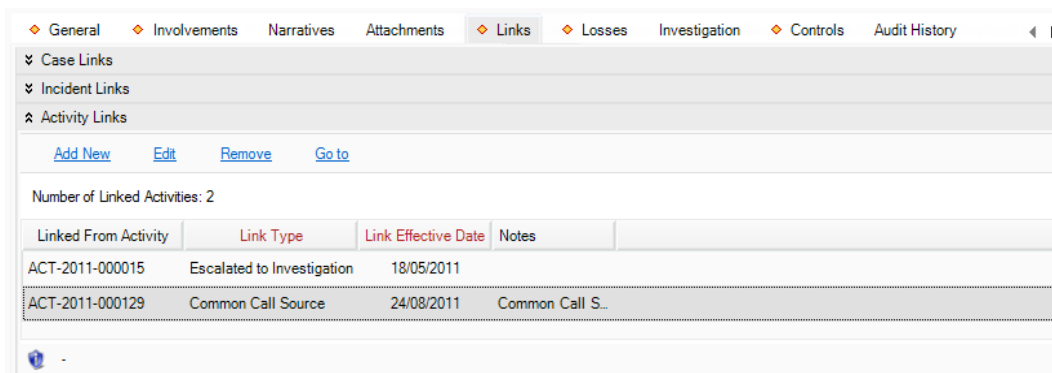 General Involvements Narratives Attachments Links Losses Investigation Controls Audit History
Case Links
Incident Links
Activity Links
Add New Edit Remove Go to
Number of Linked Activities: 2
Linked From Activity Link Type Link Effective Date Notes
ACT-2011-000015 Escalated to Investigation 18/05/2011
ACT-2011-000129 Common Call Source 24/08/2011 Common Call S...
-